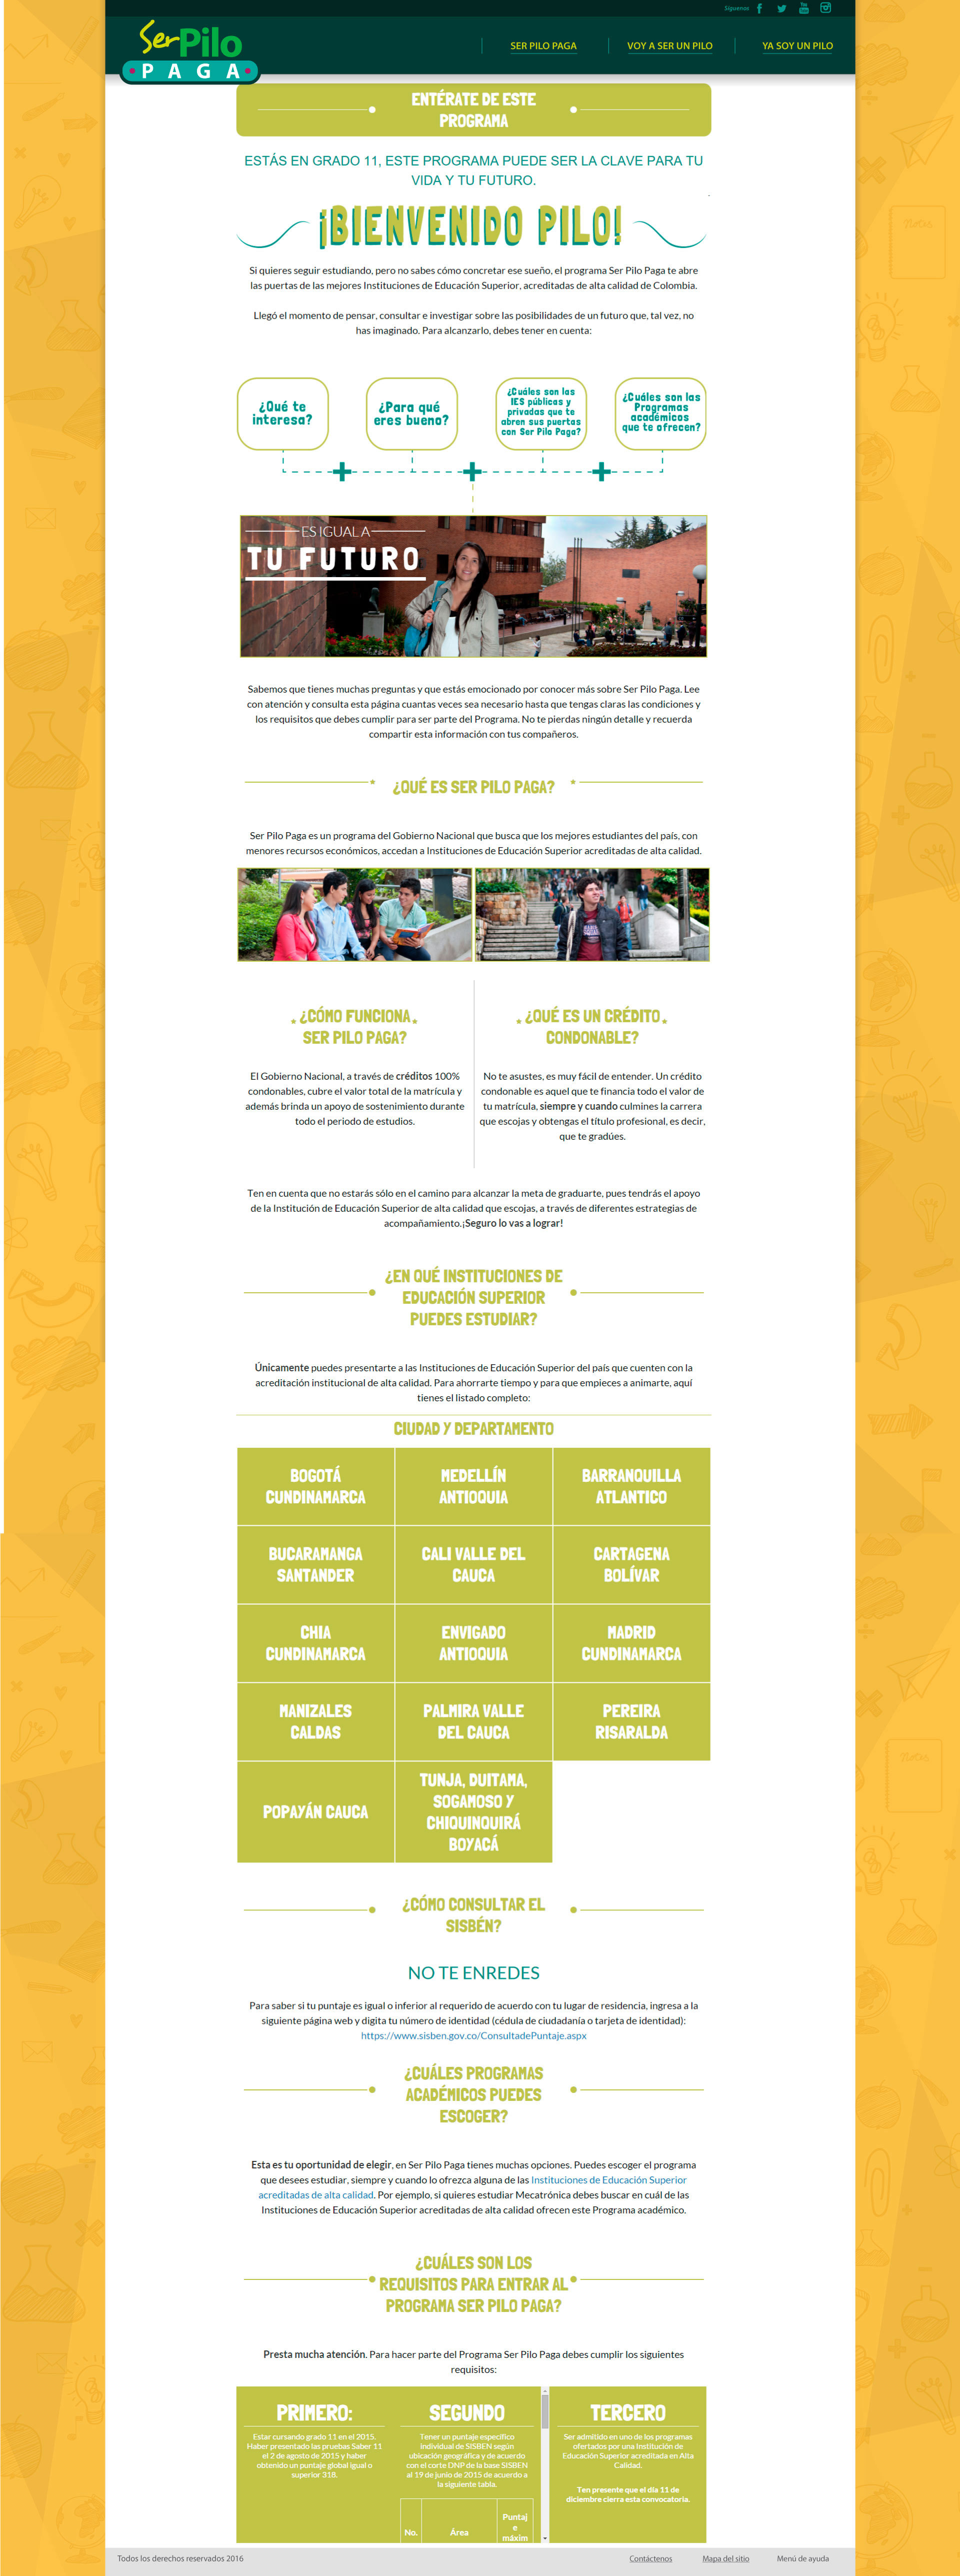 Síguenos
Ser Pilo
PAGA
SER PILO PAGA
VOY A SER UN PILO
YA SOY UN PILO
ENTÉRATE DE ESTE
PROGRAMA
ESTÁS EN GRADO 11, ESTE PROGRAMA PUEDE SER LA CLAVE PARA TU
VIDA Y TU FUTURO.
¡BIENVENIDO PILO!
Si quieres seguir estudiando, pero no sabes cómo concretar ese sueño, el programa Ser Pilo Paga te abre
las puertas de las mejores Instituciones de Educación Superior, acreditadas de alta calidad de Colombia.
Llegó el momento de pensar, consultar e investigar sobre las posibilidades de un futuro que, tal vez, no
has imaginado. Para alcanzarlo, debes tener en cuenta:
¿Qué te
interesa?
¿Para qué
eres bueno?
¿Cuáles son las
IES públicas y
privadas que te
abren sus puertas
con Ser Pilo Paga?
¿Cuáles son las
Programas
académicos
que te ofrecen?
ES IGUAL A
TU FUTURO
Sabemos que tienes muchas preguntas y que estás emocionado por conocer más sobre Ser Pilo Paga. Lee
con atención y consulta esta página cuantas veces sea necesario hasta que tengas claras las condiciones y
los requisitos que debes cumplir para ser parte del Programa. No te pierdas ningún detalle y recuerda
compartir esta información con tus compañeros.
¿QUÉ ES SER PILO PAGA?
Ser Pilo Paga es un programa del Gobierno Nacional que busca que los mejores estudiantes del país, con
menores recursos económicos, accedan a Instituciones de Educación Superior acreditadas de alta calidad.
¿CÓMO FUNCIONA
SER PILO PAGA?
El Gobierno Nacional, a través de créditos 100%
condonables, cubre el valor total de la matrícula y
además brinda un apoyo de sostenimiento durante
todo el periodo de estudios.
¿QUÉ ES UN CRÉDITO
CONDONABLE?
No te asustes, es muy fácil de entender. Un crédito
condonable es aquel que te financia todo el valor de
tu matrícula, siempre y cuando culmines la carrera
que escojas y obtengas el título profesional, es decir,
que te gradúes.
Ten en cuenta que no estarás sólo en el camino para alcanzar la meta de graduarte, pues tendrás el apoyo
de la Institución de Educación Superior de alta calidad que escojas, a través de diferentes estrategias de
acompañamiento.¡Seguro lo vas a lograr!
¿EN QUÉ INSTITUCIONES DE
EDUCACIÓN SUPERIOR
PUEDES ESTUDIAR?
Únicamente puedes presentarte a las Instituciones de Educación Superior del país que cuenten con la
acreditación institucional de alta calidad. Para ahorrarte tiempo y para que empieces a animarte, aquí
tienes el listado completo:
CIUDAD Y DEPARTAMENTO
BOGOTÁ
CUNDINAMARCA
MEDELLÍN
ANTIOQUIA
BARRANQUILLA
ATLANTICO
BUCARAMANGA
SANTANDER
CALI VALLE DEL
CAUCA
CARTAGENA
BOLÍVAR
CHIA
CUNDINAMARCA
ENVIGADO
ANTIOQUIA
MADRID
CUNDINAMARCA
MANIZALES
CALDAS
PALMIRA VALLE
DEL CAUCA
PEREIRA
RISARALDA
POPAYÁN CAUCA
TUNJA, DUITAMA,
SOGAMOSO Y
CHIQUINQUIRÁ
BOYACÁ
¿CÓMO CONSULTAR EL
SISBÉN?
NO TE ENREDES
Para saber si tu puntaje es igual o inferior al requerido de acuerdo con tu lugar de residencia, ingresa a la
siguiente página web y digita tu número de identidad (cédula de ciudadanía o tarjeta de identidad):
https://www.sisben.gov.co/ConsultadePuntaje.aspx
¿CUÁLES PROGRAMAS
ACADÉMICOS PUEDES
ESCOGER?
Esta es tu oportunidad de elegir, en Ser Pilo Paga tienes muchas opciones. Puedes escoger el programa
que desees estudiar, siempre y cuando lo ofrezca alguna de las Instituciones de Educación Superior
acreditadas de alta calidad. Por ejemplo, si quieres estudiar Mecatrónica debes buscar en cuál de las
Instituciones de Educación Superior acreditadas de alta calidad ofrecen este Programa académico.
¿CUÁLES SON LOS
REQUISITOS PARA ENTRAR AL
PROGRAMA SER PILO PAGA?
Presta mucha atención. Para hacer parte del Programa Ser Pilo Paga debes cumplir los siguientes
requisitos:
PRIMERO:
Estar cursando grado 11 en el 2015.
Haber presentado las pruebas Saber 11
el 2 de agosto de 2015 y haber
obtenido un puntaje global igual o
superior 318.
SEGUNDO
Tener un puntaje específico
individual de SISBEN según
ubicación geográfica y de acuerdo
con el corte DNP de la base SISBEN
al 19 de junio de 2015 de acuerdo a
la siguiente tabla.
No.
Área
Puntaj
e
máxim
TERCERO
Ser admitido en uno de los programas
ofertados por una Institución de
Educación Superior acreditada en Alta
Calidad.
Ten presente que el día 11 de
diciembre cierra esta convocatoria.
Todos los derechos reservados 2016
Contáctenos
Mapa del sitio
Menú de ayuda